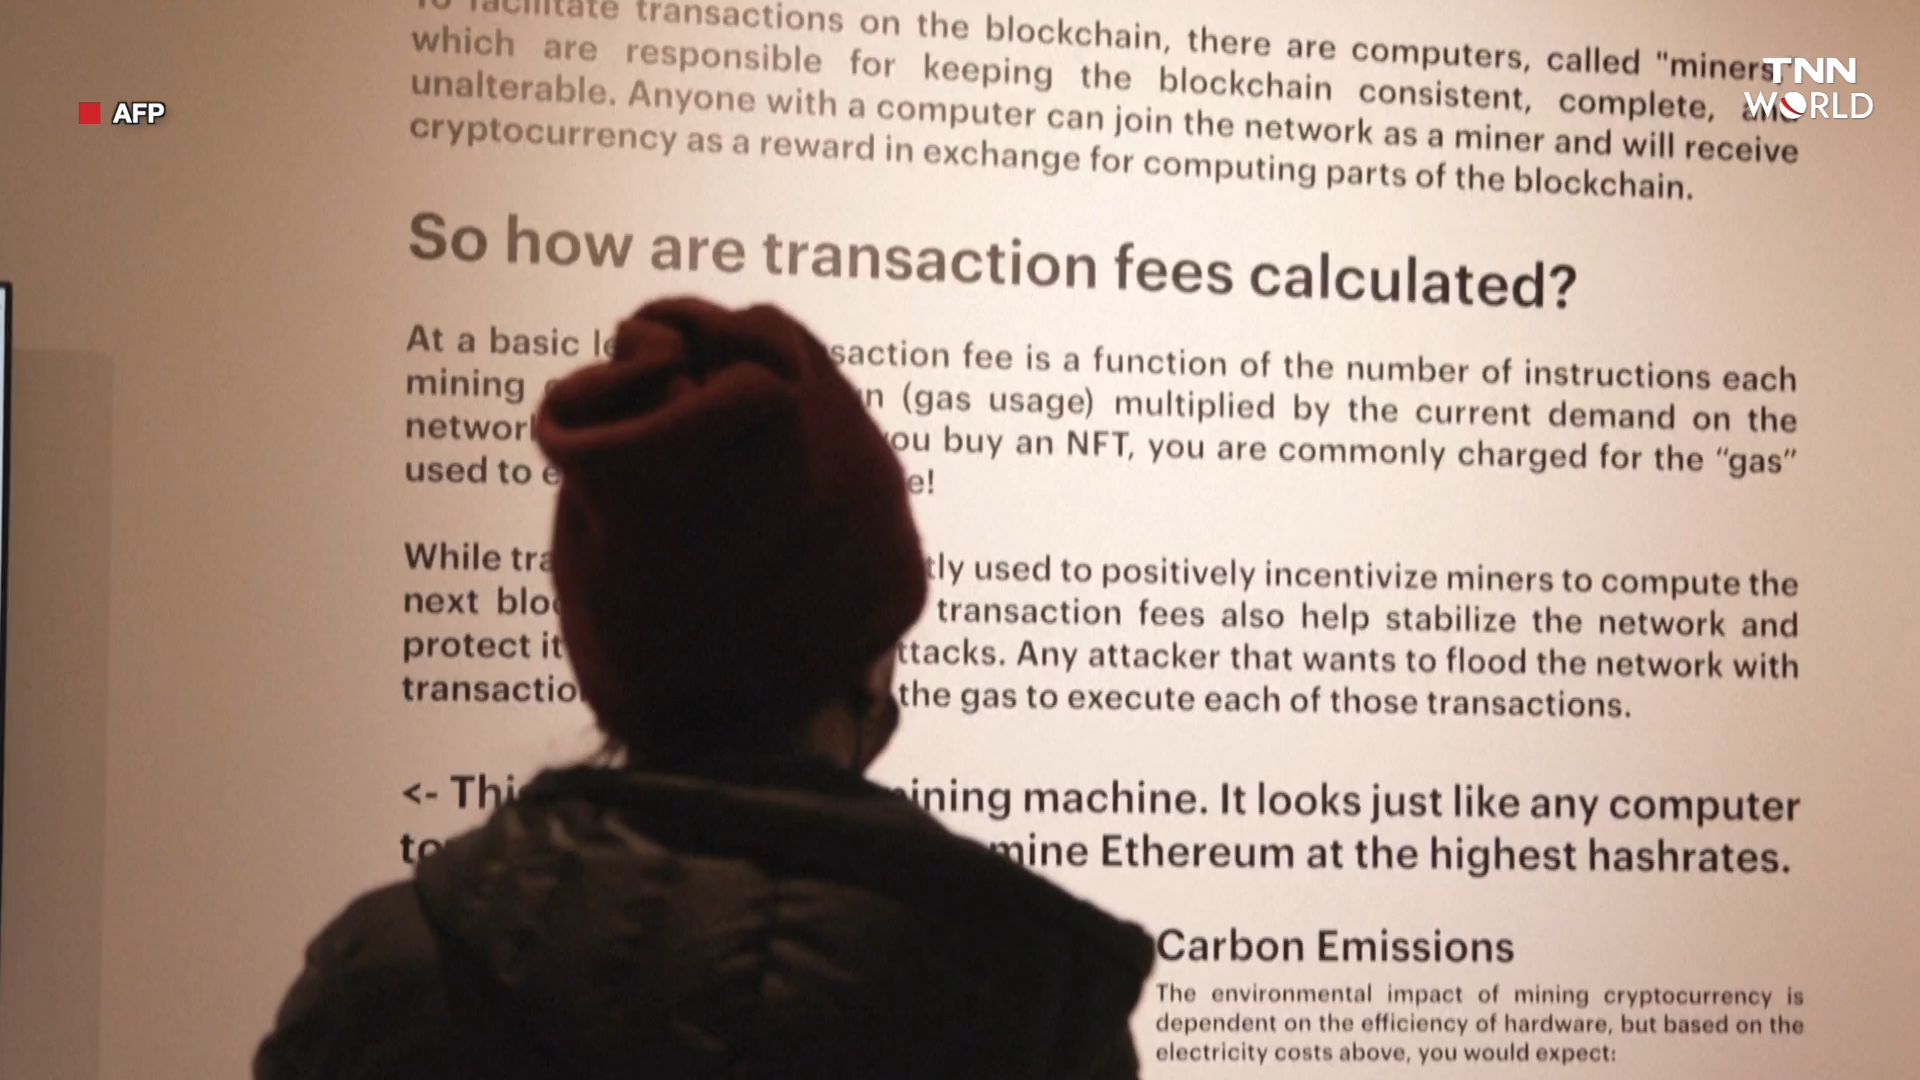 To facilitate transactions on the blockchain, there are computers, called "miners"
which are responsible for keeping the blockchain consistent, complete, and
unalterable. Anyone with a computer can join the network as a miner and will receive
cryptocurrency as a reward in exchange for computing parts of the blockchain.
So how are transaction fees calculated?
At a basic saction fee is a function of the number of instructions each
mining (gas usage) multiplied by the current demand on the
you buy an NFT, you are commonly charged for the “gas”
used to e!
While used to positively incentivize miners to compute the
next transaction fees also help stabilize the network and
protect it ttacks. Any attacker that wants to flood the network with
the gas to execute each of those transactions.
<- mining machine. It looks just like any computer
mine Ethereum at the highest hashrates.
Carbon Emissions
The environmental impact of mining cryptocurrency is
dependent on the efficiency of hardware, but based on the
electricity costs above, you would expect:
AFP
TNN
WORLD